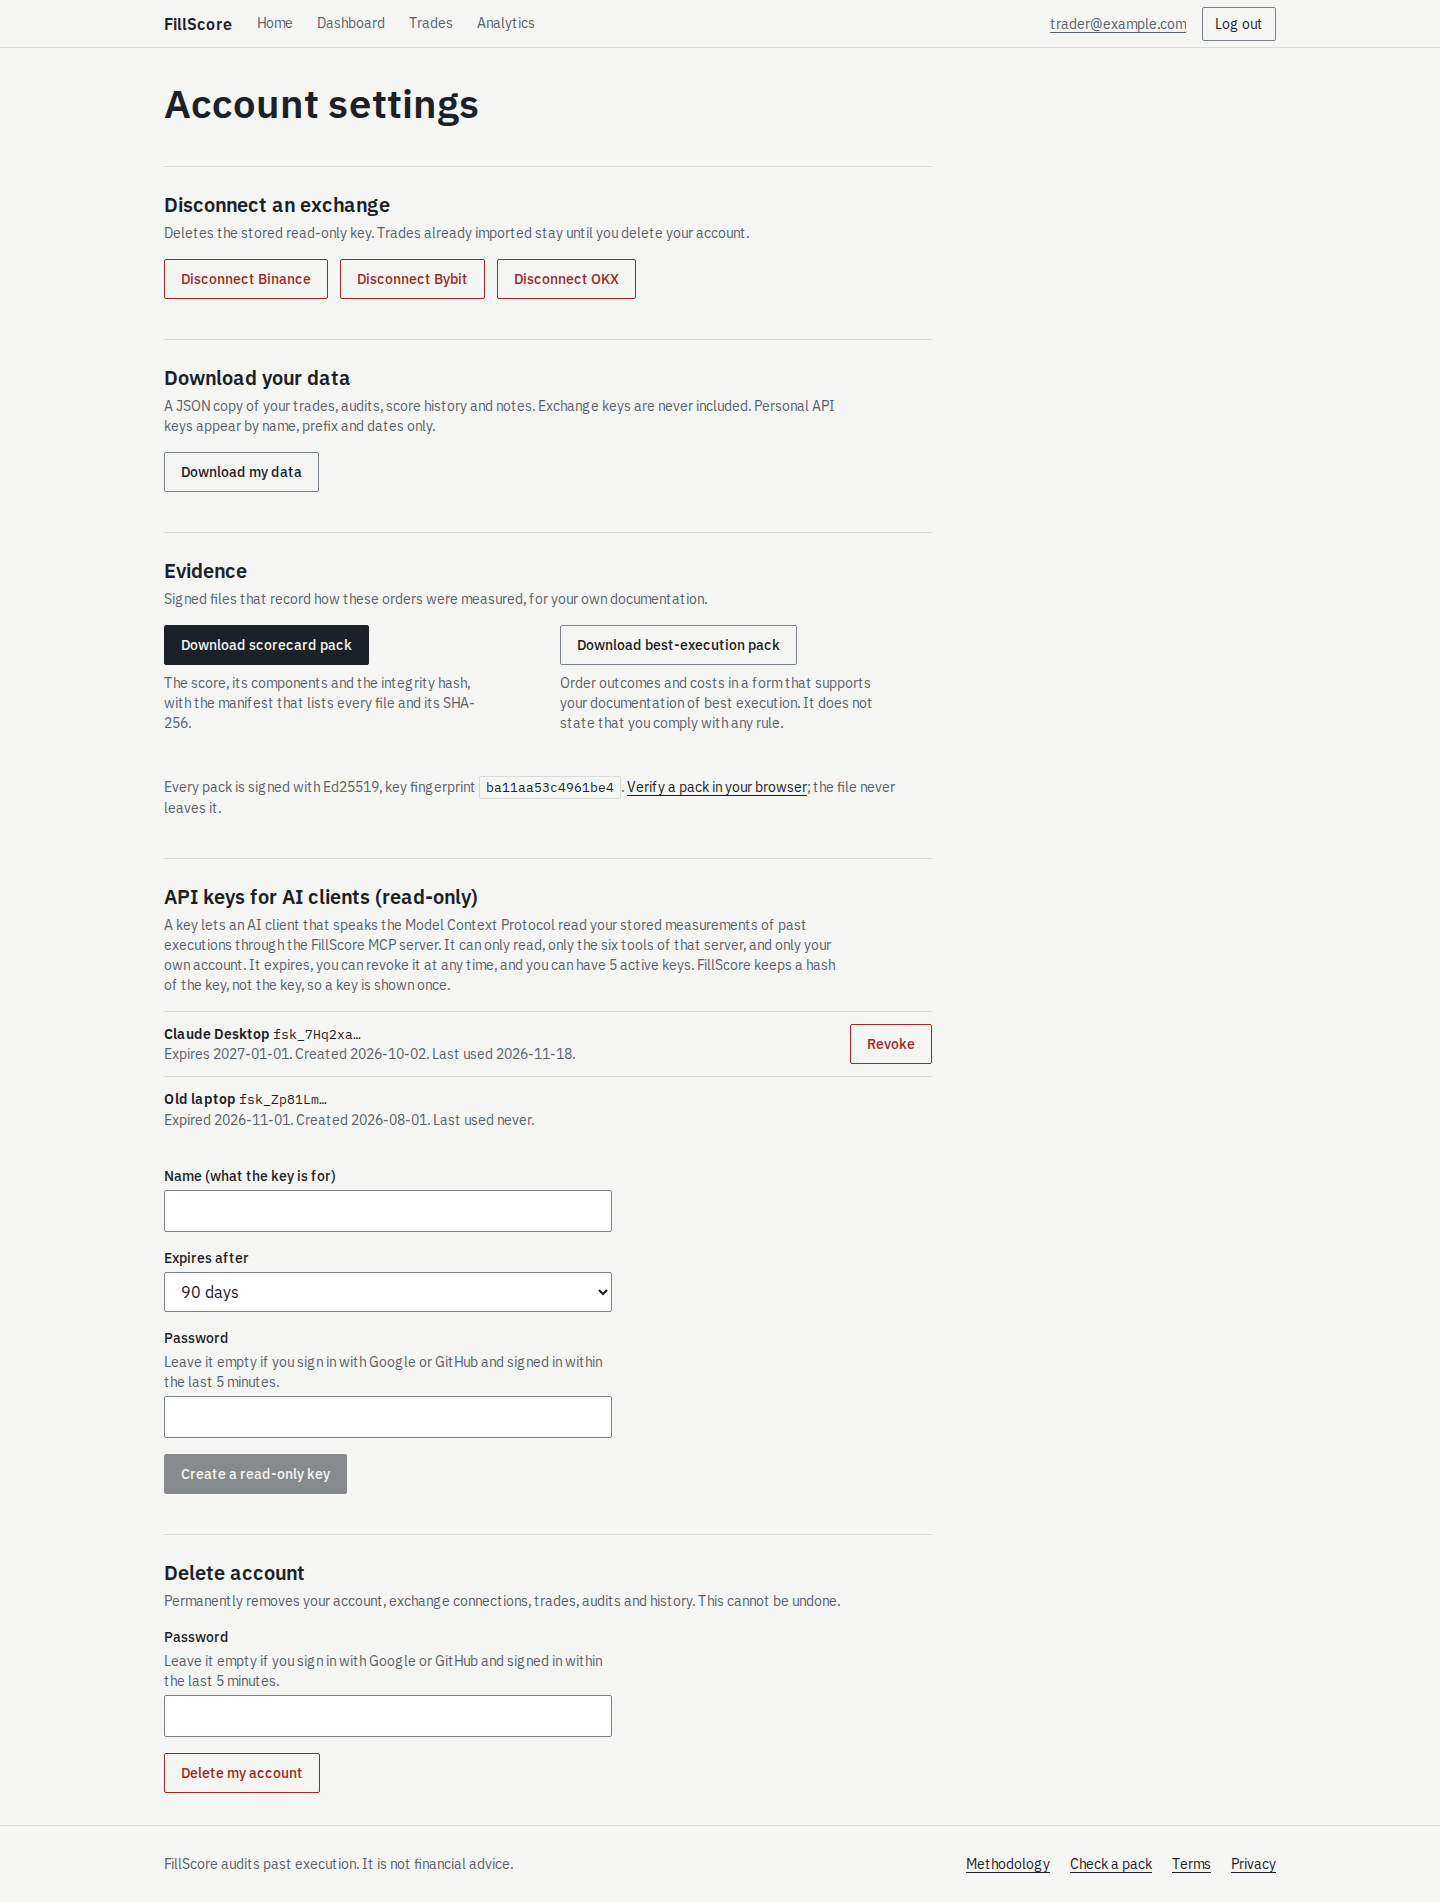 FillScore Home Dashboard Trades Analytics trader@example.com Log out
Account settings
Disconnect an exchange
Deletes the stored read-only key. Trades already imported stay until you delete your account.
Disconnect Binance Disconnect Bybit Disconnect OKX
Download your data
A JSON copy of your trades, audits, score history and notes. Exchange keys are never included. Personal API
keys appear by name, prefix and dates only.
Download my data
Evidence
Signed files that record how these orders were measured, for your own documentation.
Download scorecard pack
The score, its components and the integrity hash,
with the manifest that lists every file and its SHA-
256.
Download best-execution pack
Order outcomes and costs in a form that supports
your documentation of best execution. It does not
state that you comply with any rule.
Every pack is signed with Ed25519, key fingerprint ba11aa53c4961be4. Verify a pack in your browser; the file never
leaves it.
API keys for AI clients (read-only)
A key lets an AI client that speaks the Model Context Protocol read your stored measurements of past
executions through the FillScore MCP server. It can only read, only the six tools of that server, and only your
own account. It expires, you can revoke it at any time, and you can have 5 active keys. FillScore keeps a hash
of the key, not the key, so a key is shown once.
Claude Desktop fsk_7Hq2xa…
Expires 2027-01-01. Created 2026-10-02. Last used 2026-11-18.
Revoke
Old laptop fsk_Zp81Lm…
Expired 2026-11-01. Created 2026-08-01. Last used never.
Name (what the key is for)
Expires after
90 days
Password
Leave it empty if you sign in with Google or GitHub and signed in within
the last 5 minutes.
Create a read-only key
Delete account
Permanently removes your account, exchange connections, trades, audits and history. This cannot be undone.
Password
Leave it empty if you sign in with Google or GitHub and signed in within
the last 5 minutes.
Delete my account
FillScore audits past execution. It is not financial advice. Methodology Check a pack Terms Privacy